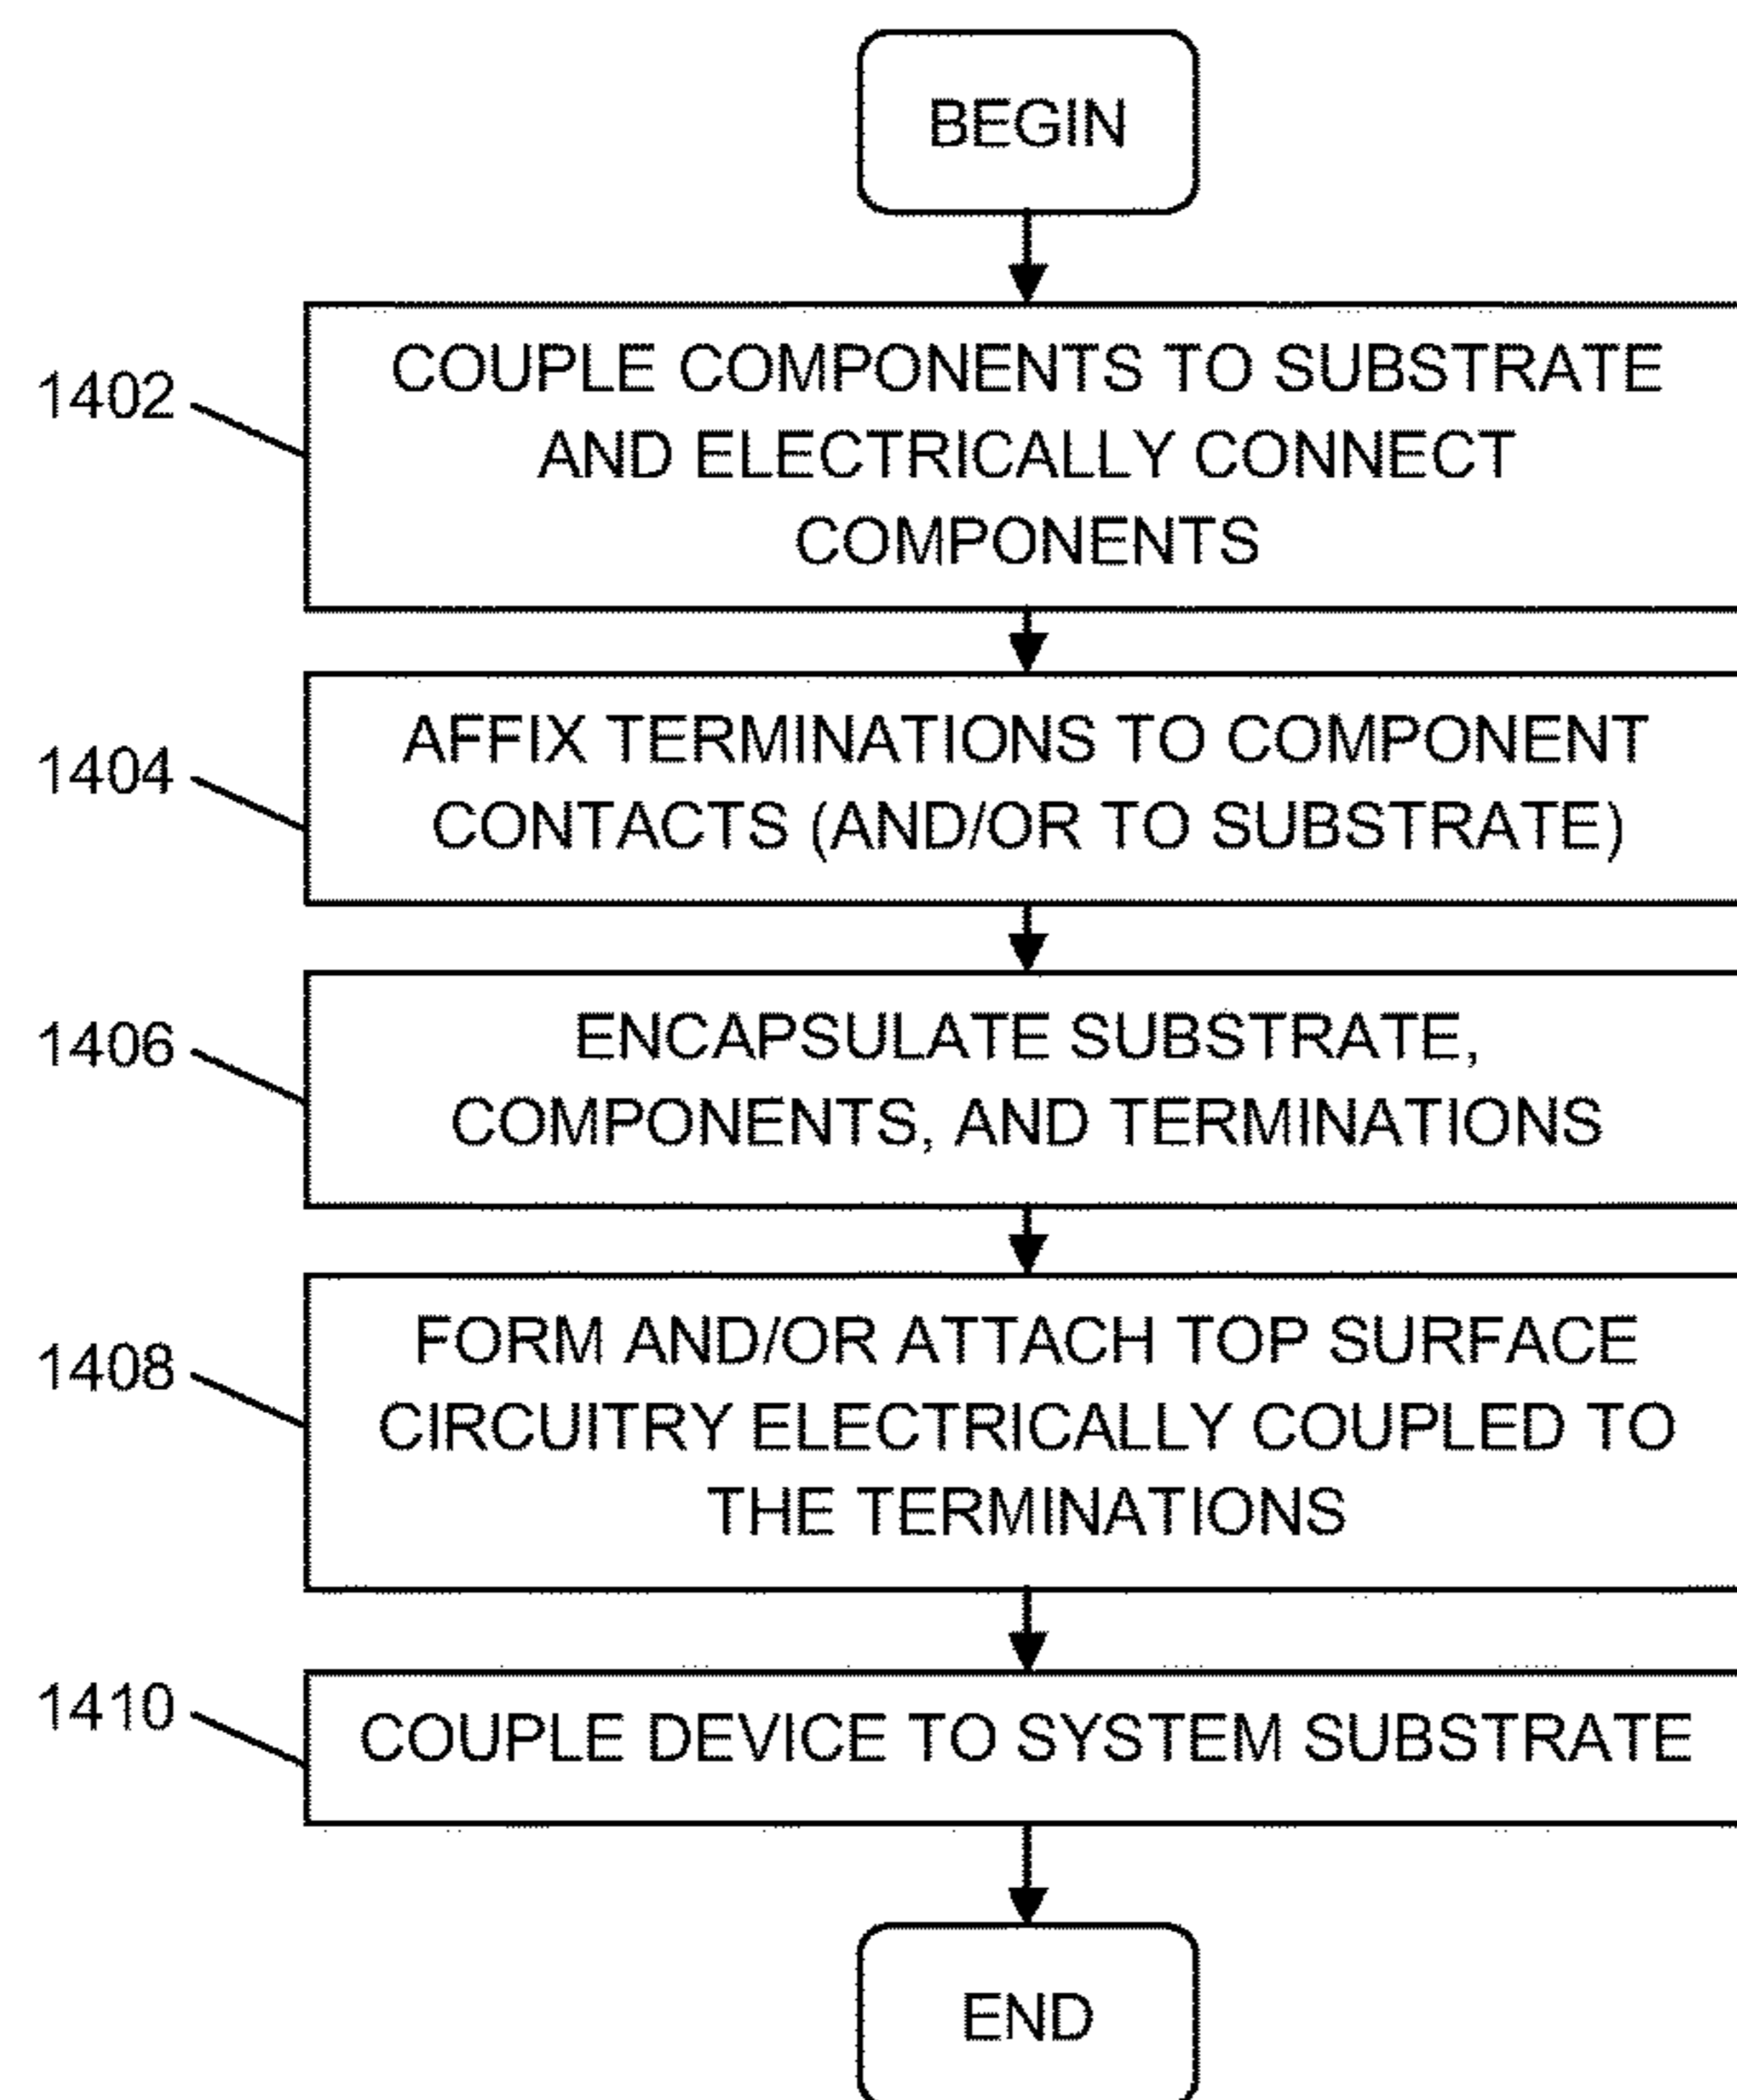 BEGIN
1402
COUPLE COMPONENTS TO SUBSTRATE
AND ELECTRICALLY CONNECT
COMPONENTS
1404
AFFIX TERMINATIONS TO COMPONENT
CONTACTS (AND/OR TO SUBSTRATE)
1406
ENCAPSULATE SUBSTRATE,
COMPONENTS, AND TERMINATIONS
1408
FORM AND/OR ATTACH TOP SURFACE
CIRCUITRY ELECTRICALLY COUPLED TO
THE TERMINATIONS
1410
COUPLE DEVICE TO SYSTEM SUBSTRATE
END